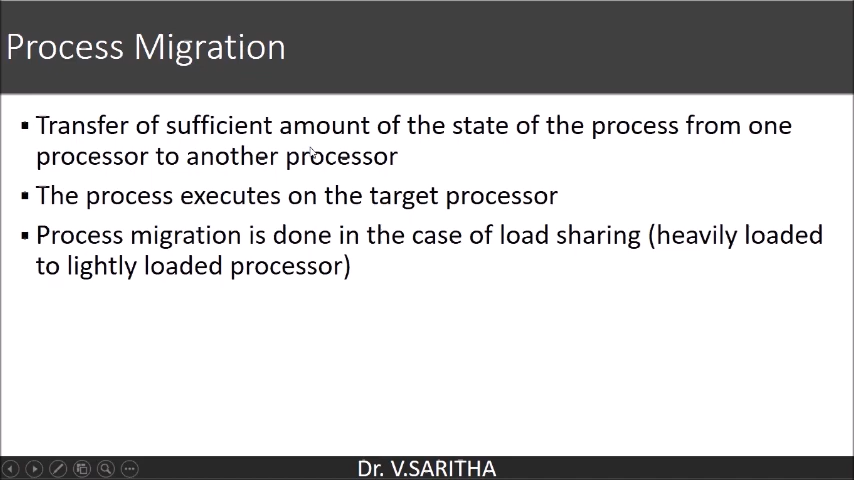 Process Migration
▪ Transfer of sufficient amount of the state of the process from one
processor to another processor
▪ The process executes on the target processor
▪ Process migration is done in the case of load sharing (heavily loaded
to lightly loaded processor)
Dr. V.SARITHA